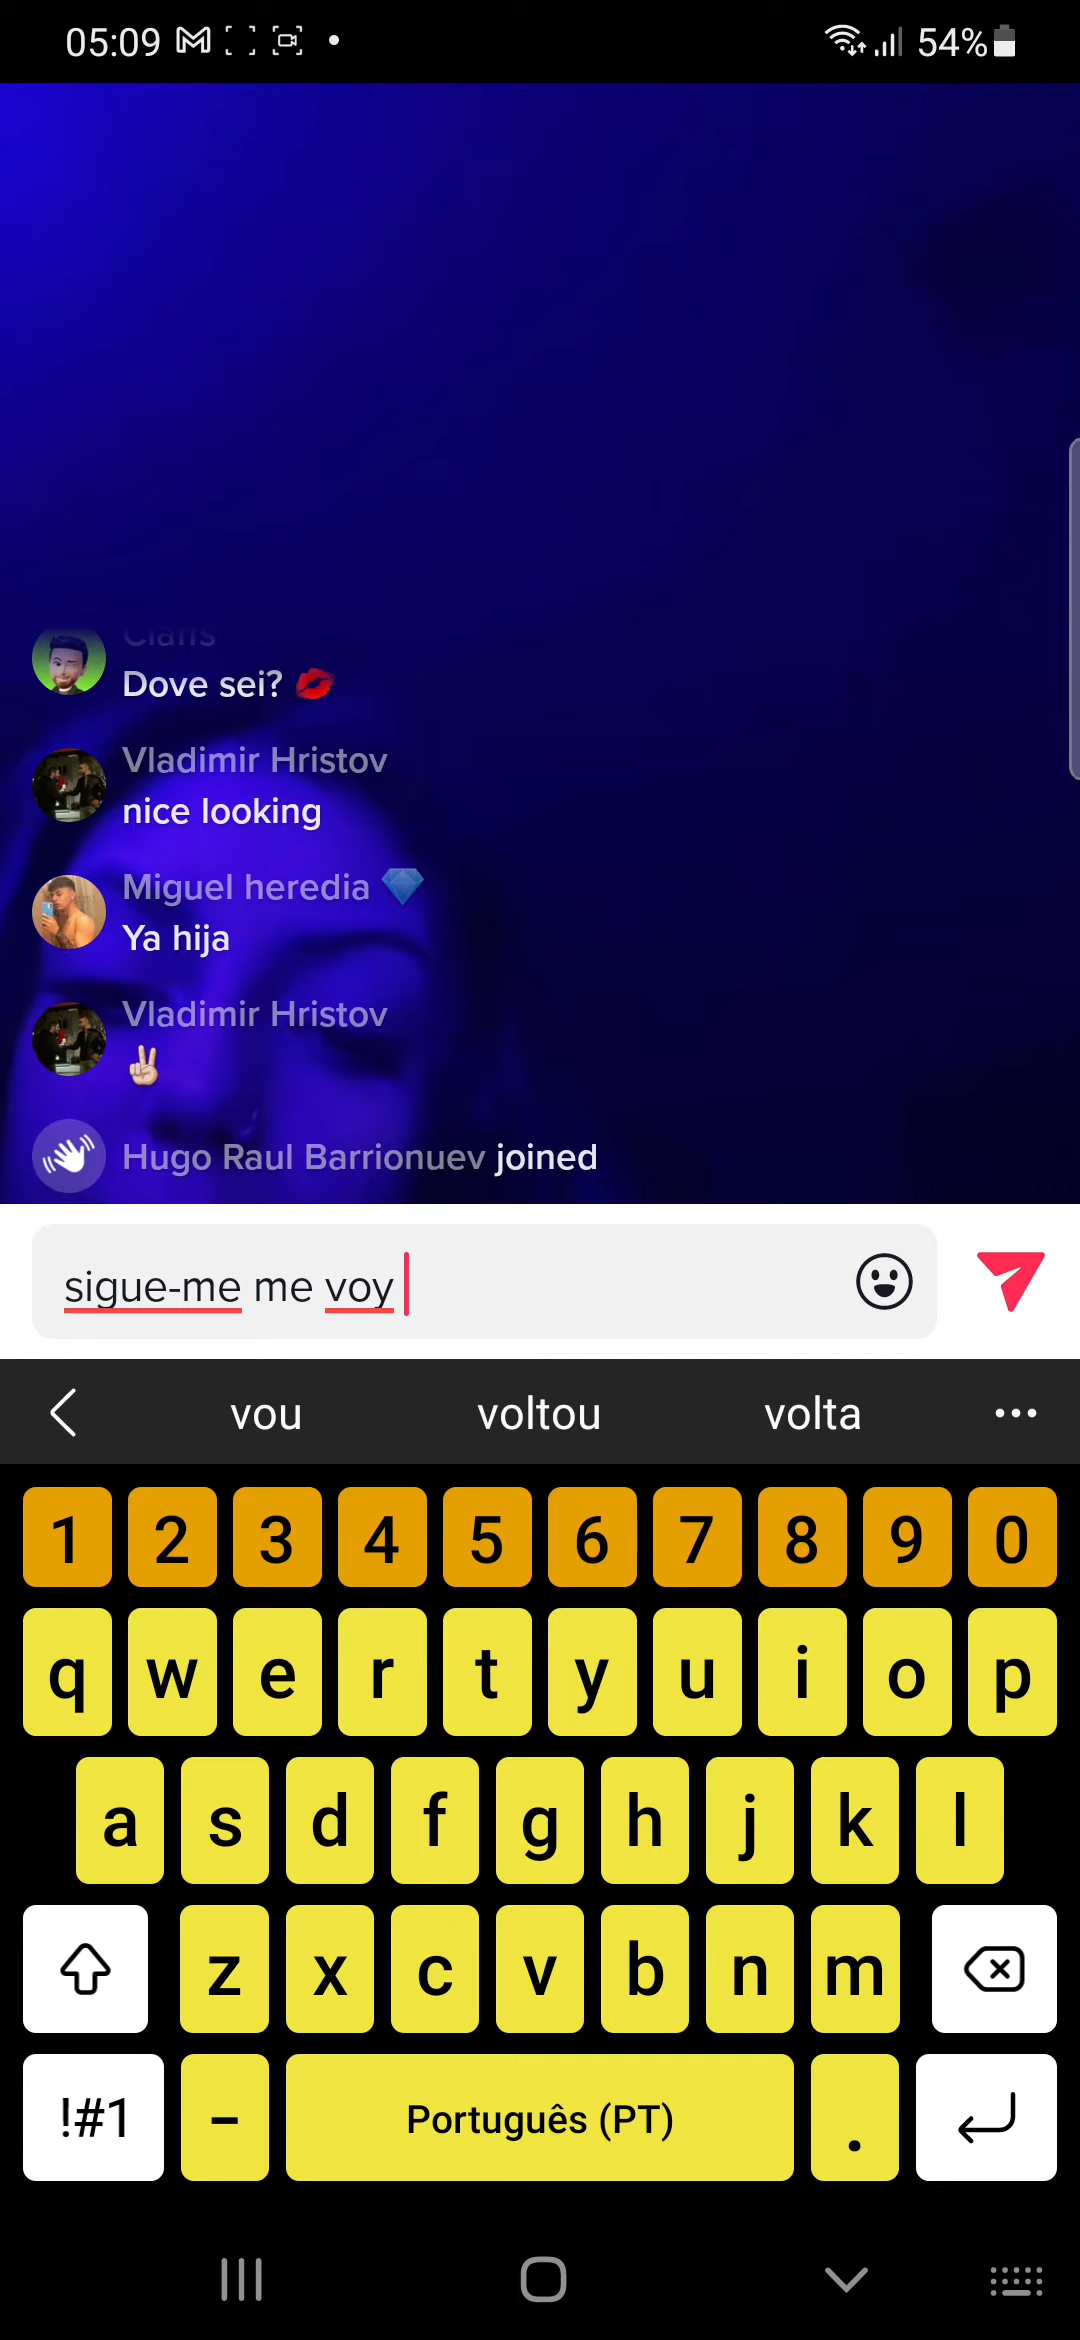 05:09 54%
Cians
Dove sei? 💋
Vladimir Hristov
nice looking
Miguel heredia 💎
Ya hija
Vladimir Hristov
✌🏼
Hugo Raul Barrionuev joined
sigue-me me voy
vou voltou volta
1 2 3 4 5 6 7 8 9 0
q w e r t y u i o p
a s d f g h j k l
z x c v b n m
!#1 - Português (PT) .